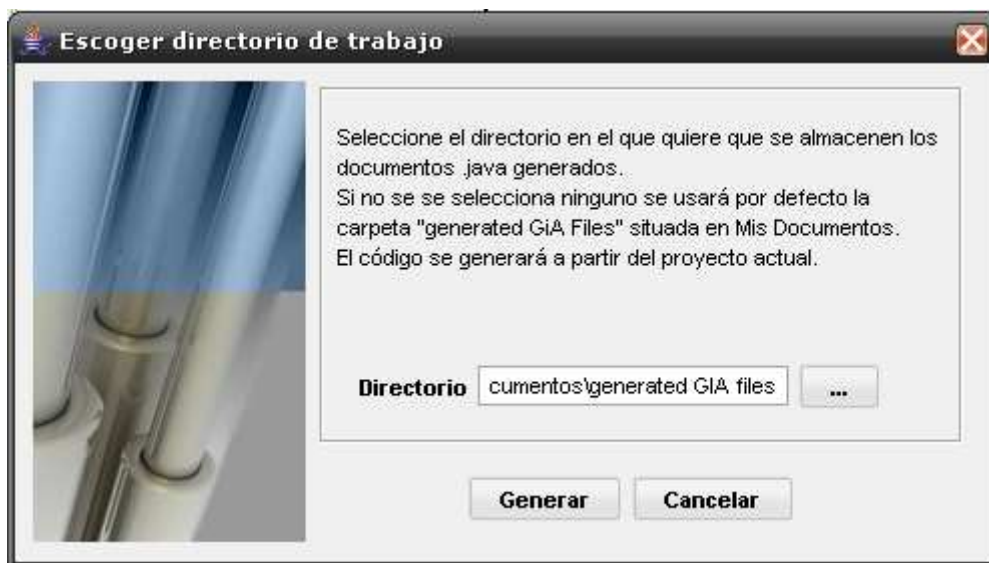 Escoger directorio de trabajo
Seleccione el directorio en el que quiere que se almacenen los
documentos .java generados.
Si no se se selecciona ninguno se usará por defecto la
carpeta "generated GiA Files" situada en Mis Documentos.
El código se generará a partir del proyecto actual.
Directorio cumentos\generated GIA files ...
Generar Cancelar